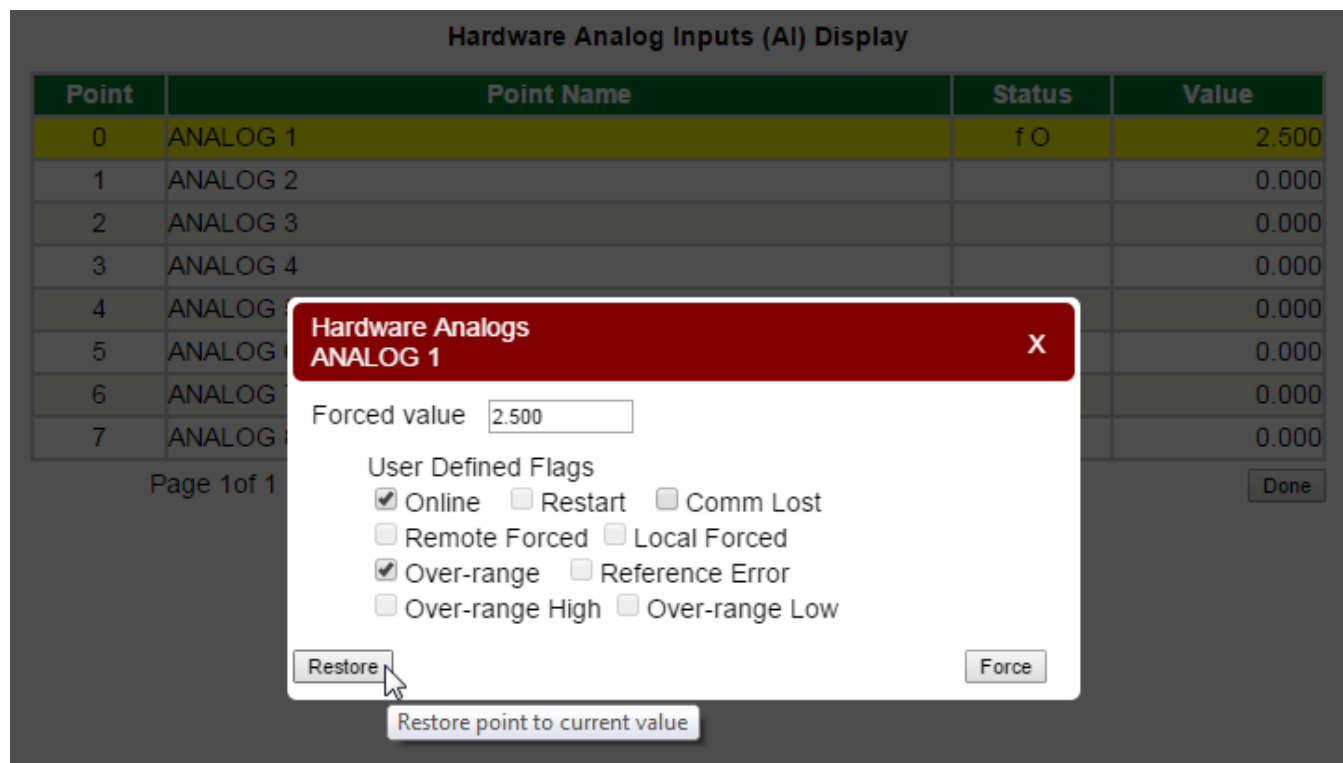 Hardware Analog Inputs (AI) Display
Point Point Name Status Value
0 ANALOG 1 f O 2.500
1 ANALOG 2 0.000
2 ANALOG 3 0.000
3 ANALOG 4 0.000
4 ANALOG 0.000
5 ANALOG 0.000
6 ANALOG 0.000
7 ANALOG 0.000
Page 1of 1 Done
Hardware Analogs
ANALOG 1 X
Forced value 2.500
User Defined Flags
Online Restart Comm Lost
Remote Forced Local Forced
Over-range Reference Error
Over-range High Over-range Low
Restore Force
Restore point to current value